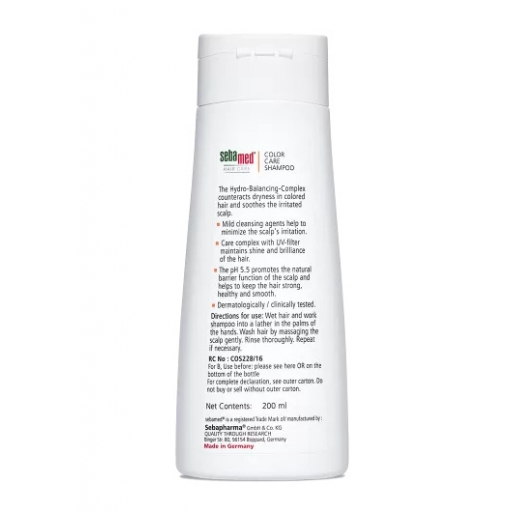 sebamed®
HAIR CARE
COLOR
CARE
SHAMPOO
The Hydro-Balancing-Complex
counteracts dryness in colored
hair and soothes the irritated
scalp.
▪ Mild cleansing agents help to
minimize the scalp's irritation.
▪ Care complex with UV-filter
maintains shine and brilliance
of the hair.
▪ The pH 5.5 promotes the natural
barrier function of the scalp and
helps to keep the hair strong,
healthy and smooth.
▪ Dermatologically / clinically tested.
Directions for use: Wet hair and work
shampoo into a lather in the palms of
the hands. Wash hair by massaging the
scalp gently. Rinse thoroughly. Repeat
if necessary.
RC No : COS228/16
For B, Use before: please see here OR on the
bottom of the bottle
For complete declaration, see outer carton. Do
not buy or sell without outer carton.
Net Contents: 200 ml
sebamed® is a registered Trade Mark of/ manufactured by :
Sebapharma® GmbH & Co. KG
QUALITY THROUGH RESEARCH
Binger Str. 80, 56154 Boppard, Germany
Made in Germany